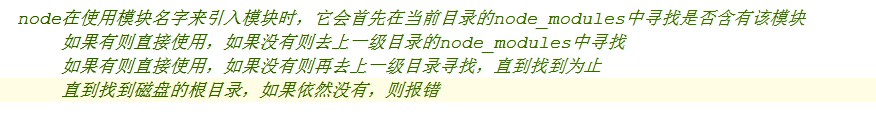 node在使用模块名字来引入模块时，它会首先在当前目录的node_modules中寻找是否含有该模块
如果有则直接使用，如果没有则去上一级目录的node_modules中寻找
如果有则直接使用，如果没有则再去上一级目录寻找，直到找到为止
直到找到磁盘的根目录，如果依然没有，则报错